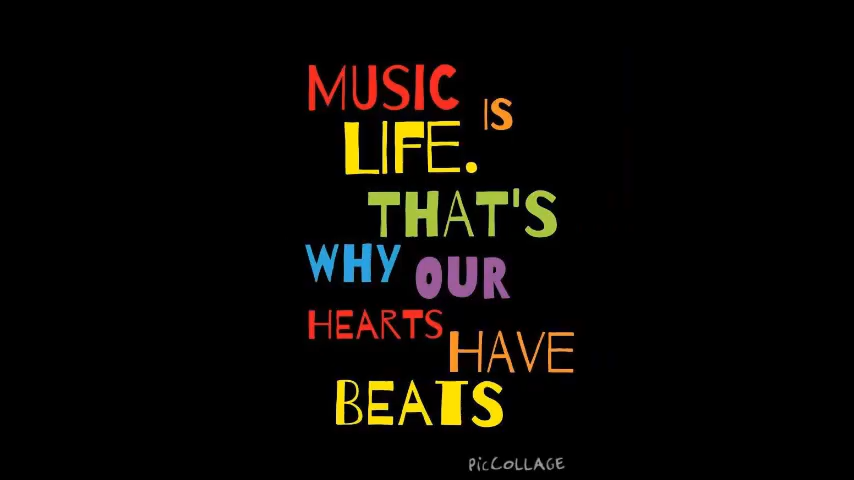 MUSIC IS
LIFE.
THAT'S
WHY OUR
HEARTS HAVE
BEATS
PicCOLLAGE